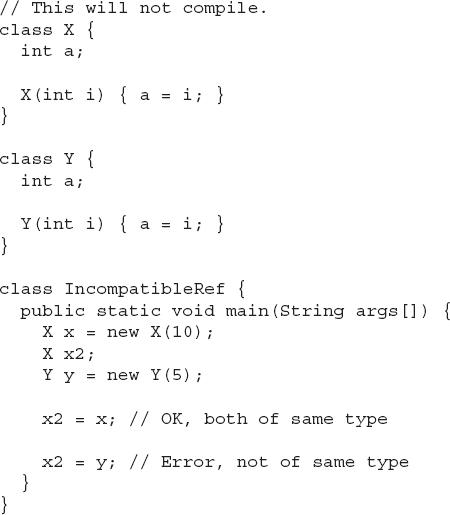 // This will not compile.
class X {
  int a;

  X(int i) { a = i; }
}

class Y {
  int a;

  Y(int i) { a = i; }
}

class IncompatibleRef {
  public static void main(String args[]) {
    X x = new X(10);
    X x2;
    Y y = new Y(5);

    x2 = x; // OK, both of same type

    x2 = y; // Error, not of same type
  }
}